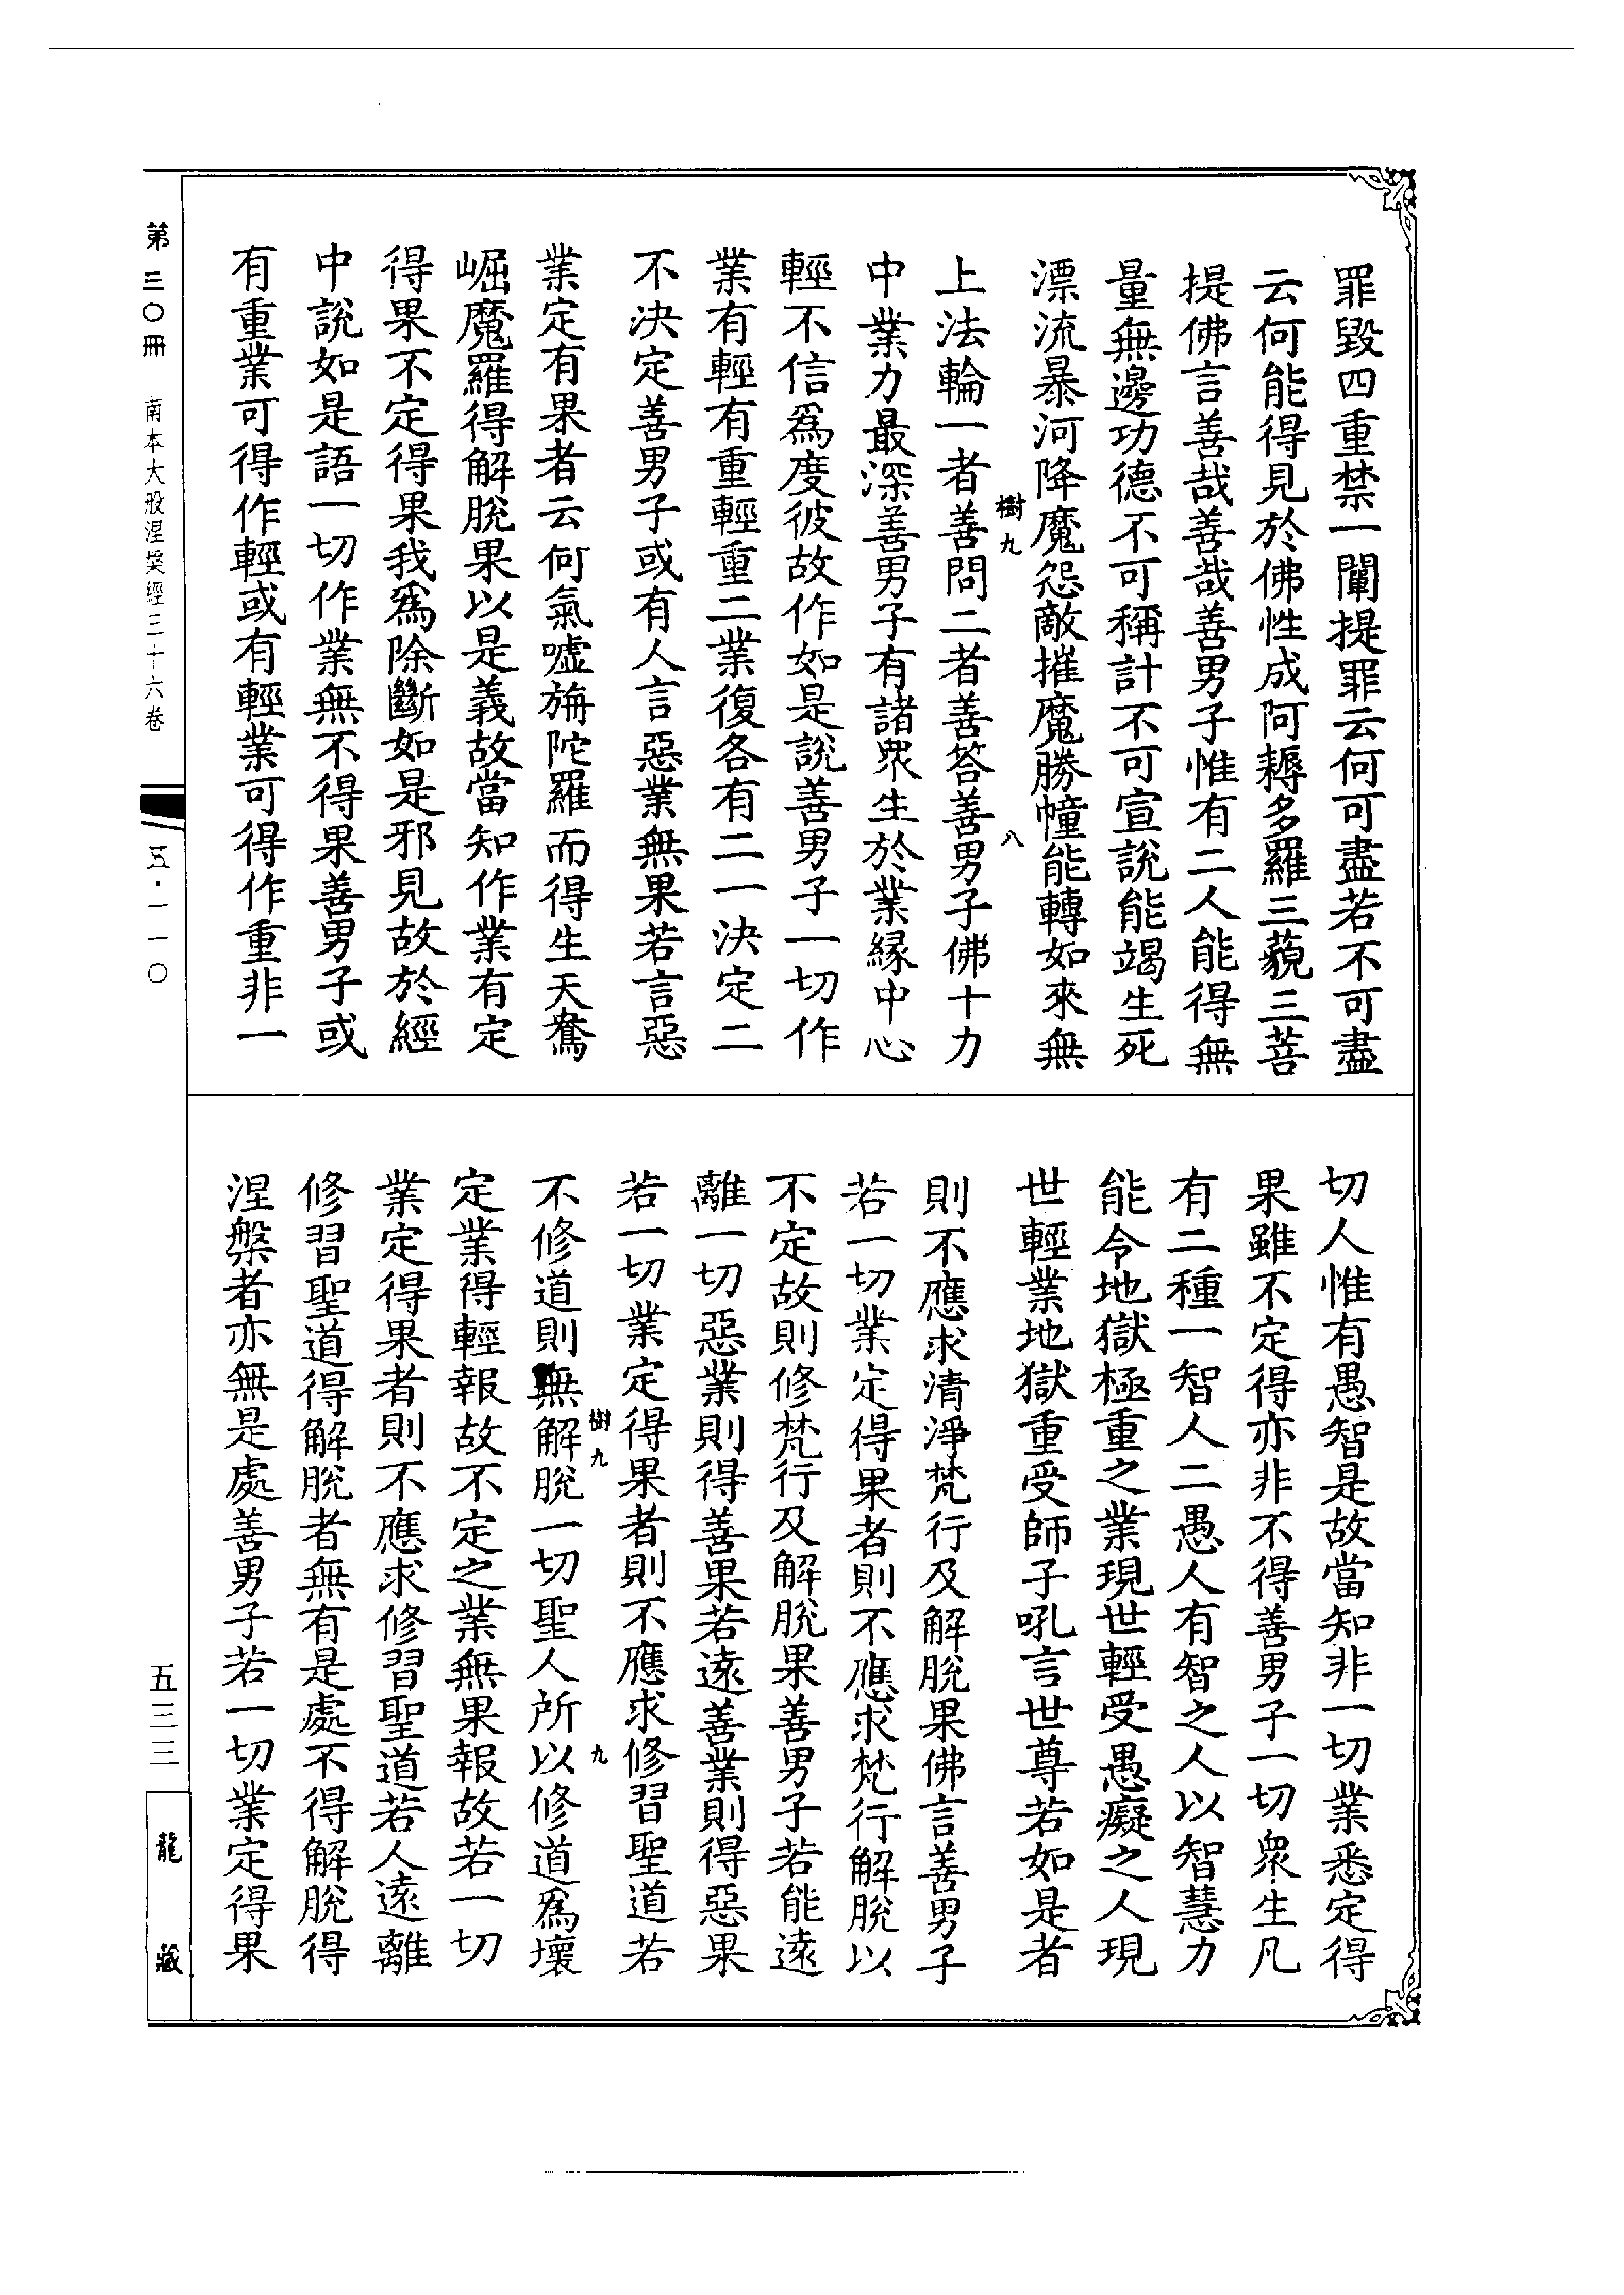 罪毀四重禁一闡提罪云何可盡若不可盡
云何能得見於佛性成阿耨多羅三藐三菩
提佛言善哉善哉善男子惟有二人能得無
量無邊功德不可稱計不可宣說能竭生死
漂流暴河降魔怨敵摧魔勝幢能轉如來無
樹九
八
上法輪一者善問二者善答善男子佛十力
中業力最深善男子有諸眾生於業緣中心
輕不信爲度彼故作如是說善男子一切作
業有輕有重輕重二業復各有二一決定二
不決定善男子或有人言惡業無果若言惡
業定有果者云何氣噓旃陀羅而得生天鴦
崛魔羅得解脫果以是義故當知作業有定
得果不定得果我爲除斷如是邪見故於經
中說如是語一切作業無不得果善男子或
有重業可得作輕或有輕業可得作重非一
切人惟有愚智是故當知非一切業悉定得
果雖不定得亦非不得善男子一切眾生凡
有二種一智人二愚人有智之人以智慧力
能令地獄極重之業現世輕受愚癡之人現
世輕業地獄重受師子吼言世尊若如是者
則不應求清淨梵行及解脫果佛言善男子
若一切業定得果者則不應求梵行解脫以
不定故則修梵行及解脫果善男子若能遠
離一切惡業則得善果若遠善業則得惡果
若一切業定得果者則不應求修習聖道若
樹九
九
不修道則無解脫一切聖人所以修道爲壞
定業得輕報故不定之業無果報故若一切
業定得果者則不應求修習聖道若人遠離
修習聖道得解脫者無有是處不得解脫得
涅槃者亦無是處善男子若一切業定得果
第三〇冊 南本大般涅槃經三十六卷
五·一一〇
五三三
龍藏